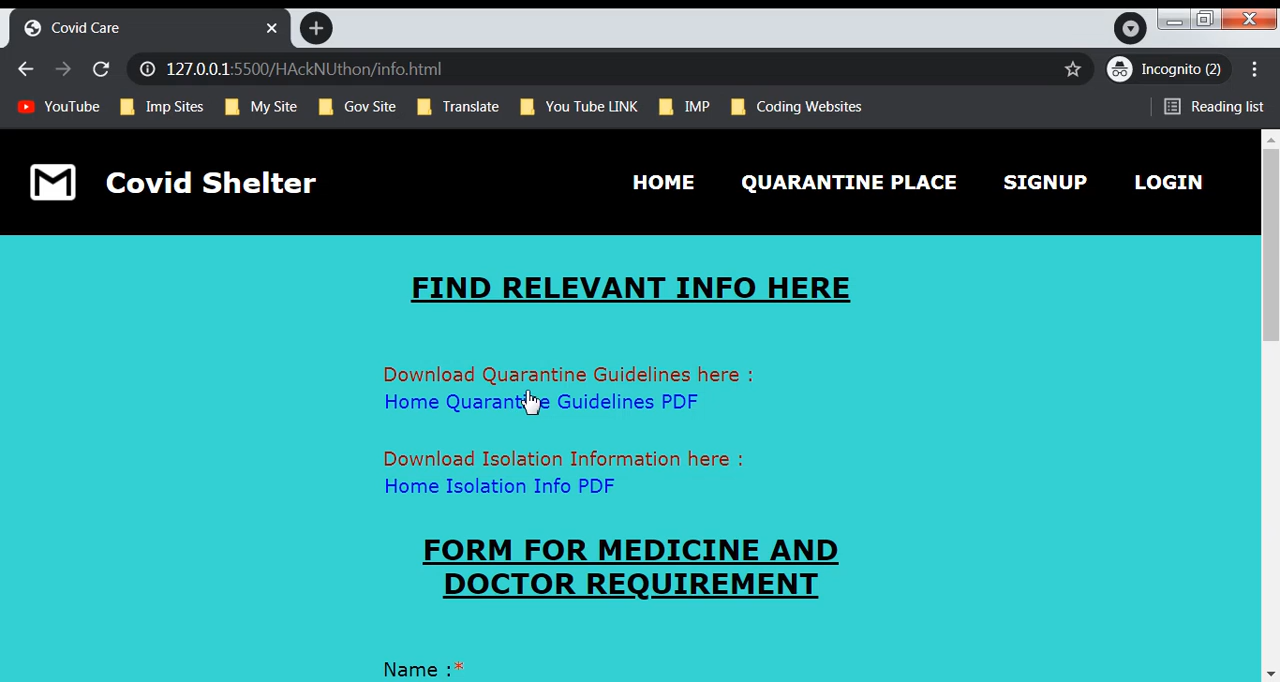 Covid Care
127.0.0.1:5500/HAckNUthon/info.html
Incognito (2)
YouTube
Imp Sites
My Site
Gov Site
Translate
You Tube LINK
IMP
Coding Websites
Reading list
Covid Shelter
HOME
QUARANTINE PLACE
SIGNUP
LOGIN
FIND RELEVANT INFO HERE
Download Quarantine Guidelines here :
Home Quarantine Guidelines PDF
Download Isolation Information here :
Home Isolation Info PDF
FORM FOR MEDICINE AND
DOCTOR REQUIREMENT
Name :*